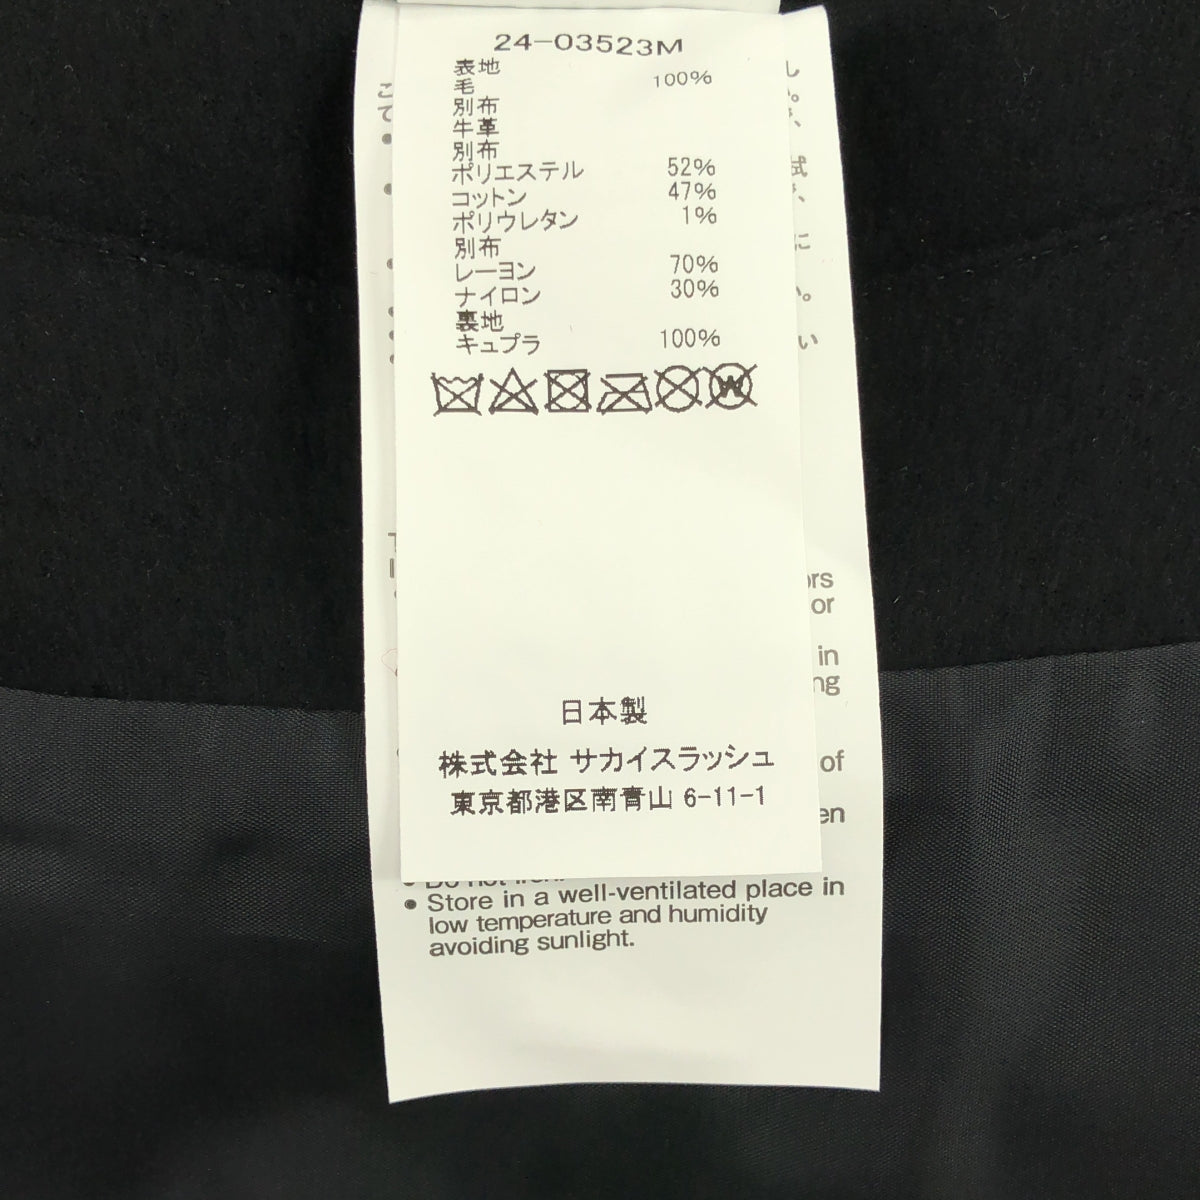 24-03523M
表地
毛 100%
別布
牛革
別布
ポリエステル 52%
コットン 47%
ポリウレタン 1%
別布
レーヨン 70%
ナイロン 30%
裏地
キュプラ 100%
W
日本製
株式会社 サカイスラッシュ
東京都港区南青山 6-11-1
or
in
of
• Store in a well-ventilated place in
low temperature and humidity
avoiding sunlight.